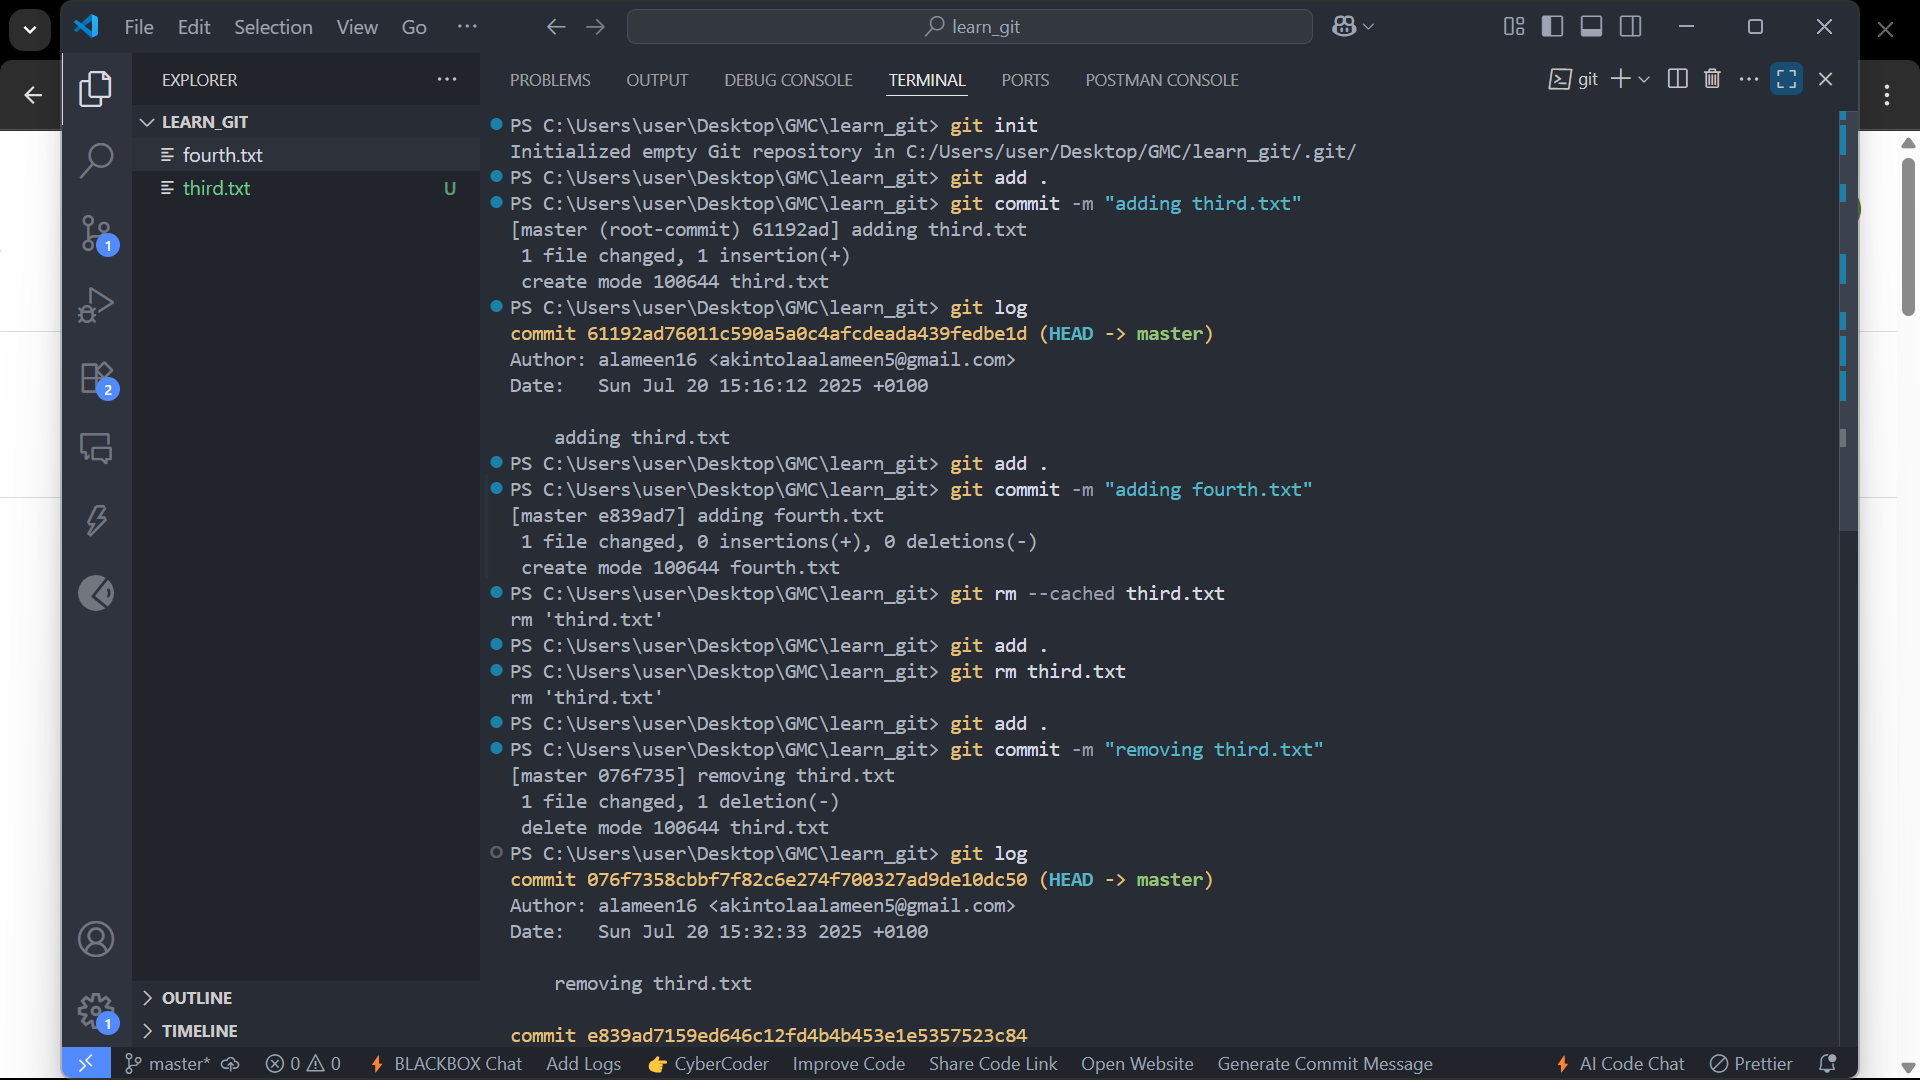 File Edit Selection View Go ··· learn_git
EXPLORER ···
LEARN_GIT
fourth.txt
third.txt U
1
2
1
OUTLINE
TIMELINE
PROBLEMS OUTPUT DEBUG CONSOLE TERMINAL PORTS POSTMAN CONSOLE git ···
PS C:\Users\user\Desktop\GMC\learn_git> git init
Initialized empty Git repository in C:/Users/user/Desktop/GMC/learn_git/.git/
PS C:\Users\user\Desktop\GMC\learn_git> git add .
PS C:\Users\user\Desktop\GMC\learn_git> git commit -m "adding third.txt"
[master (root-commit) 61192ad] adding third.txt
1 file changed, 1 insertion(+)
create mode 100644 third.txt
PS C:\Users\user\Desktop\GMC\learn_git> git log
commit 61192ad76011c590a5a0c4afcdeada439fedbe1d (HEAD -> master)
Author: alameen16 <akintolaalameen5@gmail.com>
Date:   Sun Jul 20 15:16:12 2025 +0100
adding third.txt
PS C:\Users\user\Desktop\GMC\learn_git> git add .
PS C:\Users\user\Desktop\GMC\learn_git> git commit -m "adding fourth.txt"
[master e839ad7] adding fourth.txt
1 file changed, 0 insertions(+), 0 deletions(-)
create mode 100644 fourth.txt
PS C:\Users\user\Desktop\GMC\learn_git> git rm --cached third.txt
rm 'third.txt'
PS C:\Users\user\Desktop\GMC\learn_git> git add .
PS C:\Users\user\Desktop\GMC\learn_git> git rm third.txt
rm 'third.txt'
PS C:\Users\user\Desktop\GMC\learn_git> git add .
PS C:\Users\user\Desktop\GMC\learn_git> git commit -m "removing third.txt"
[master 076f735] removing third.txt
1 file changed, 1 deletion(-)
delete mode 100644 third.txt
PS C:\Users\user\Desktop\GMC\learn_git> git log
commit 076f7358cbbf7f82c6e274f700327ad9de10dc50 (HEAD -> master)
Author: alameen16 <akintolaalameen5@gmail.com>
Date:   Sun Jul 20 15:32:33 2025 +0100
removing third.txt
commit e839ad7159ed646c12fd4b4b453e1e5357523c84
master* 0 0 BLACKBOX Chat Add Logs CyberCoder Improve Code Share Code Link Open Website Generate Commit Message AI Code Chat Prettier